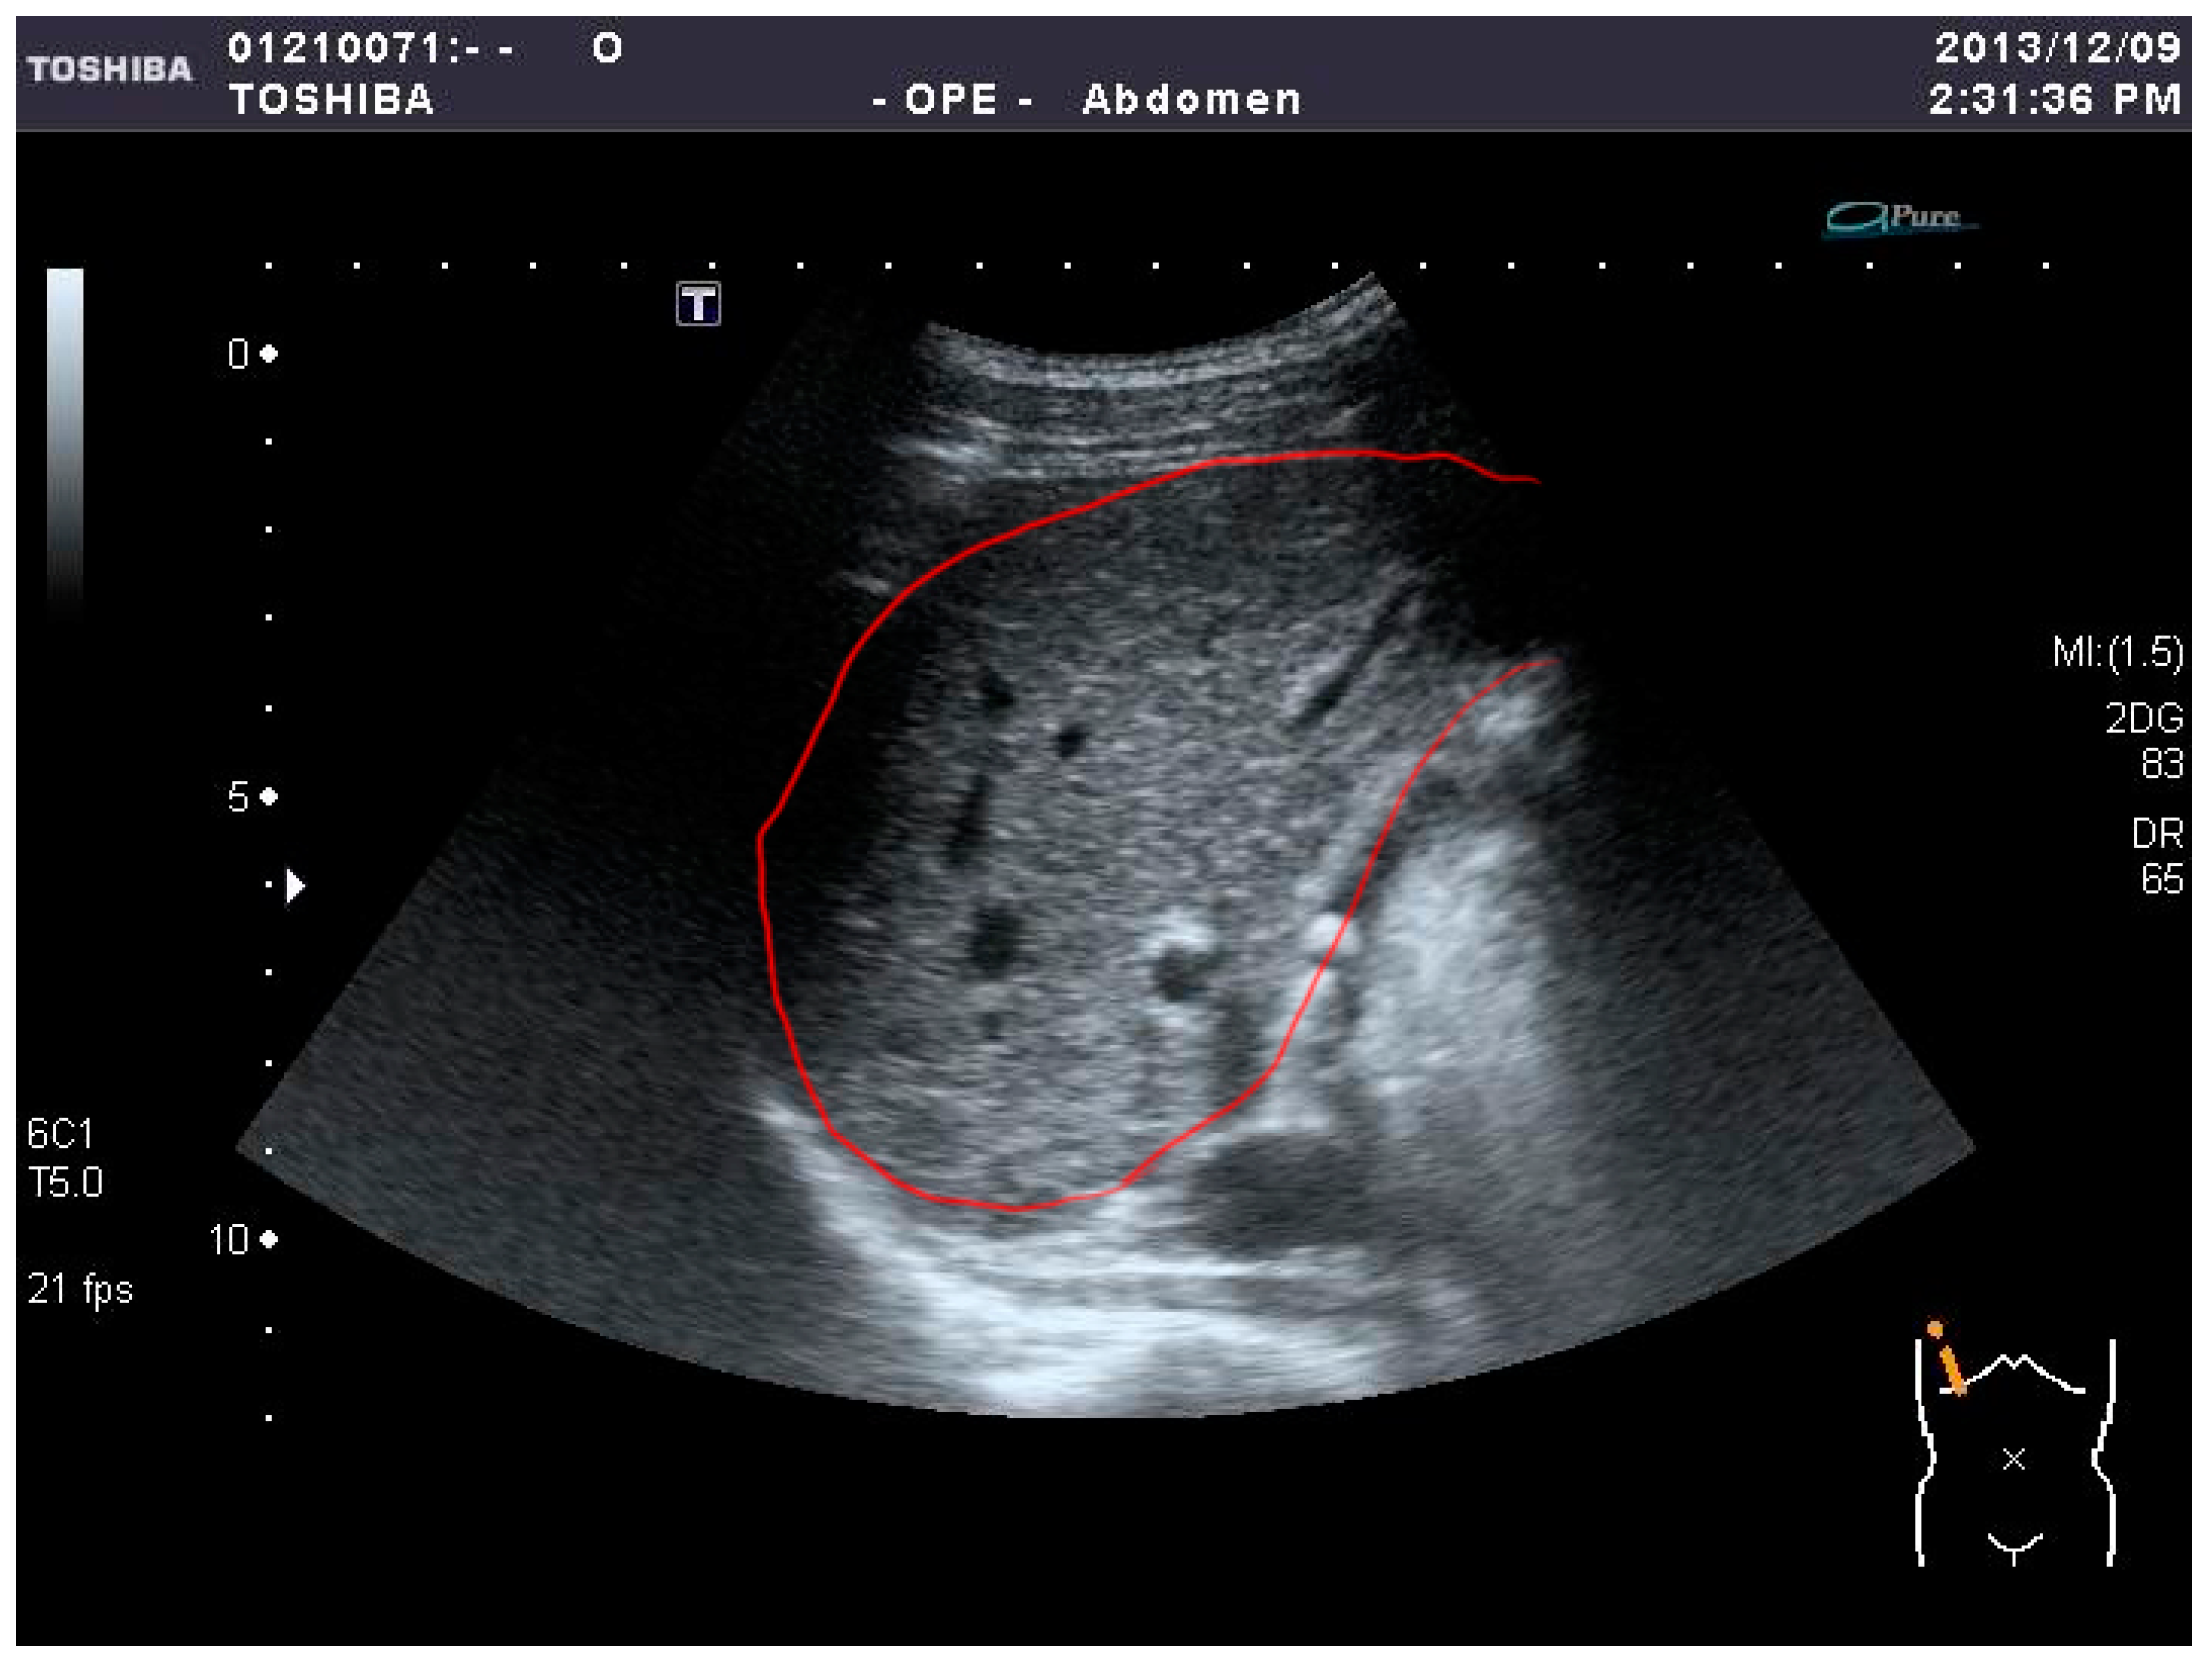 TOSHIBA
01210071:- - O
TOSHIBA
- OPE - Abdomen
2013/12/09
2:31:36 PM
aPure
T
0
5
10
MI:(1.5)
2DG
83
DR
65
6C1
T5.0
21 fps